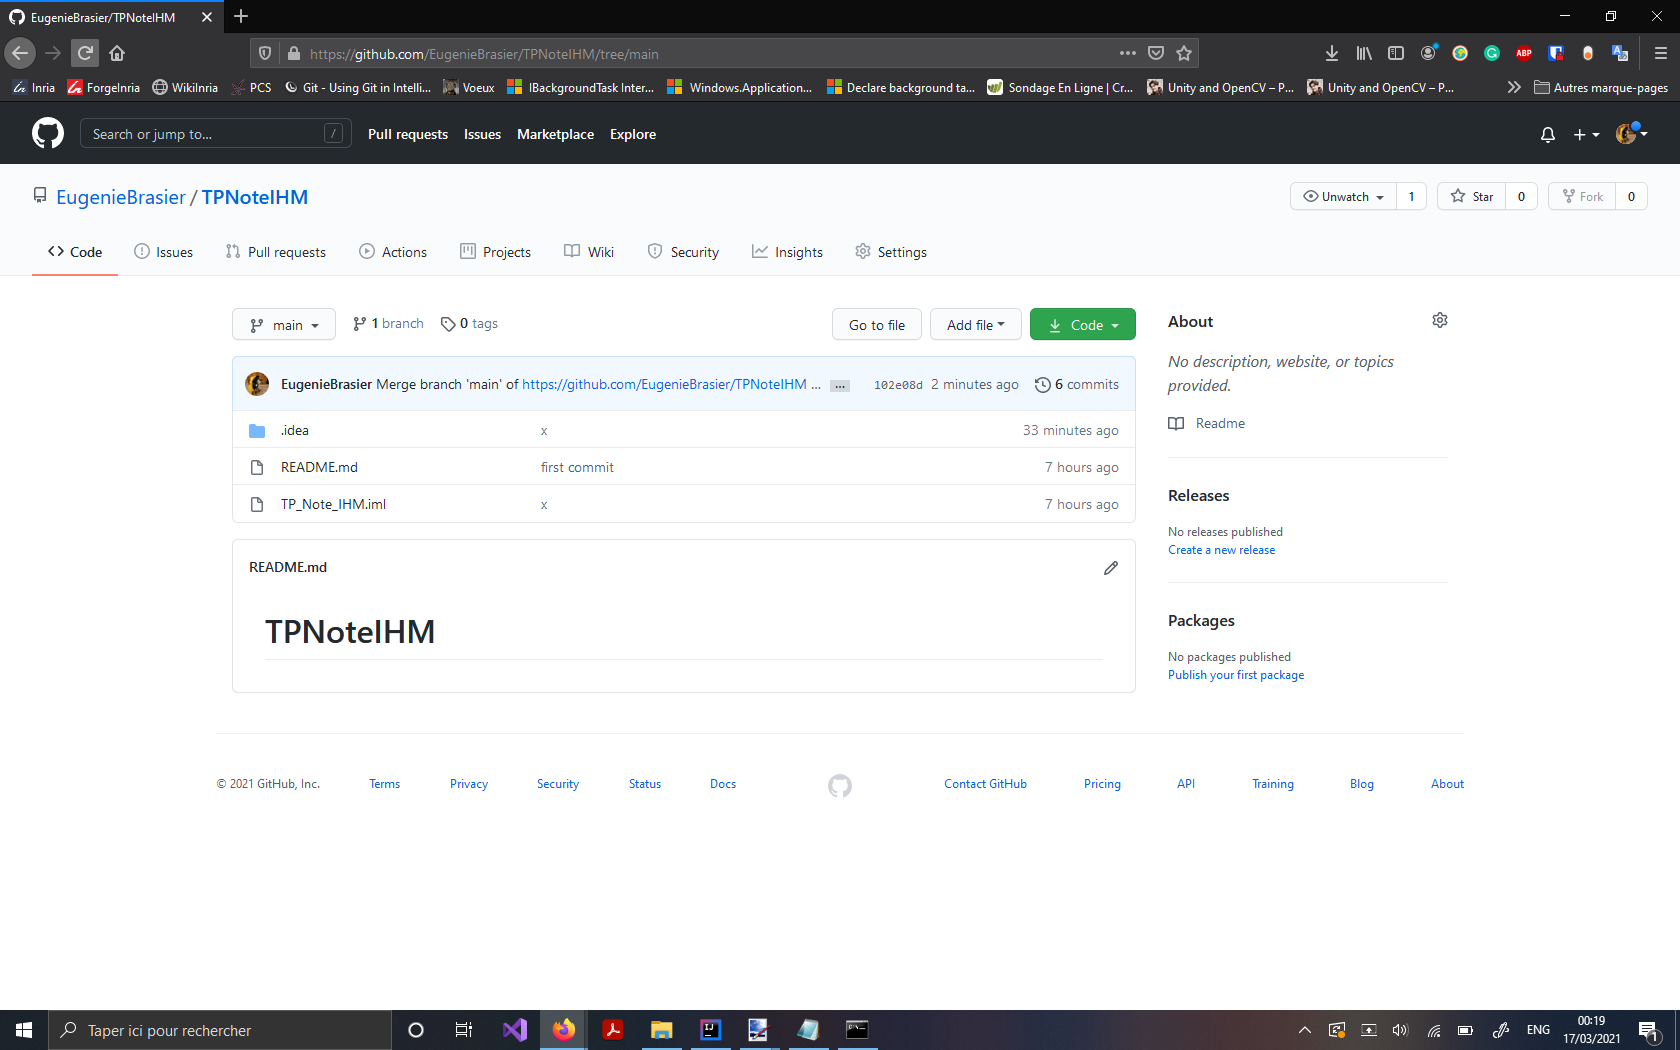 EugenieBrasier/TPNoteIHM
https://github.com/EugenieBrasier/TPNoteIHM/tree/main
ABP
Inria ForgeInria WikiInria PCS Git - Using Git in Intelli... Voeux IBackgroundTask Inter... Windows.Application... Declare background ta... Sondage En Ligne | Cr... Unity and OpenCV – P... Unity and OpenCV – P... Autres marque-pages
Search or jump to... / Pull requests Issues Marketplace Explore
EugenieBrasier / TPNoteIHM Unwatch 1 Star 0 Fork 0
Code Issues Pull requests Actions Projects Wiki Security Insights Settings
main 1 branch 0 tags Go to file Add file Code
EugenieBrasier Merge branch 'main' of https://github.com/EugenieBrasier/TPNoteIHM ... ... 102e08d 2 minutes ago 6 commits
.idea x 33 minutes ago
README.md first commit 7 hours ago
TP_Note_IHM.iml x 7 hours ago
README.md
TPNoteIHM
About
No description, website, or topics
provided.
Readme
Releases
No releases published
Create a new release
Packages
No packages published
Publish your first package
© 2021 GitHub, Inc. Terms Privacy Security Status Docs Contact GitHub Pricing API Training Blog About
Taper ici pour rechercher
IJ
ENG
00:19
17/03/2021
1